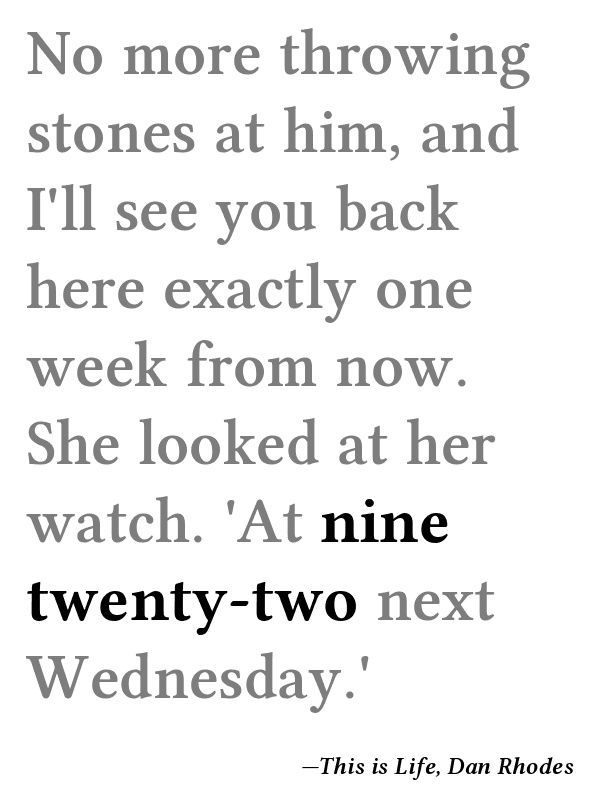 No more throwing
stones at him, and
I'll see you back
here exactly one
week from now.
She looked at her
watch. 'At nine
twenty-two next
Wednesday.'
—This is Life, Dan Rhodes